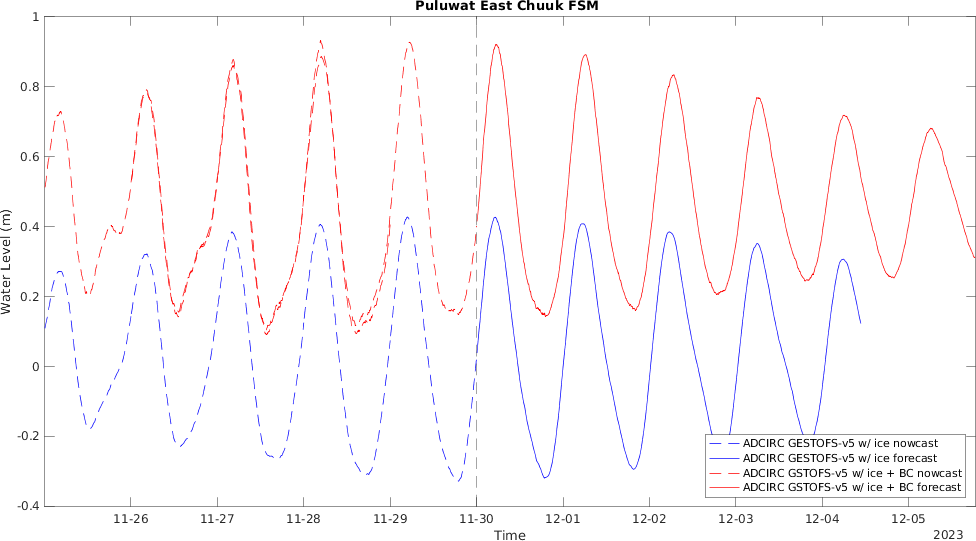 Puluwat East Chuuk FSM
1
0.8
0.6
0.4
0.2
0
-0.2
-0.4
Water Level (m)
ADCIRC GESTOFS-v5 w/ ice nowcast
ADCIRC GESTOFS-v5 w/ ice forecast
ADCIRC GSTOFS-v5 w/ ice + BC nowcast
ADCIRC GSTOFS-v5 w/ ice + BC forecast
11-26 11-27 11-28 11-29 11-30 12-01 12-02 12-03 12-04 12-05
Time
2023